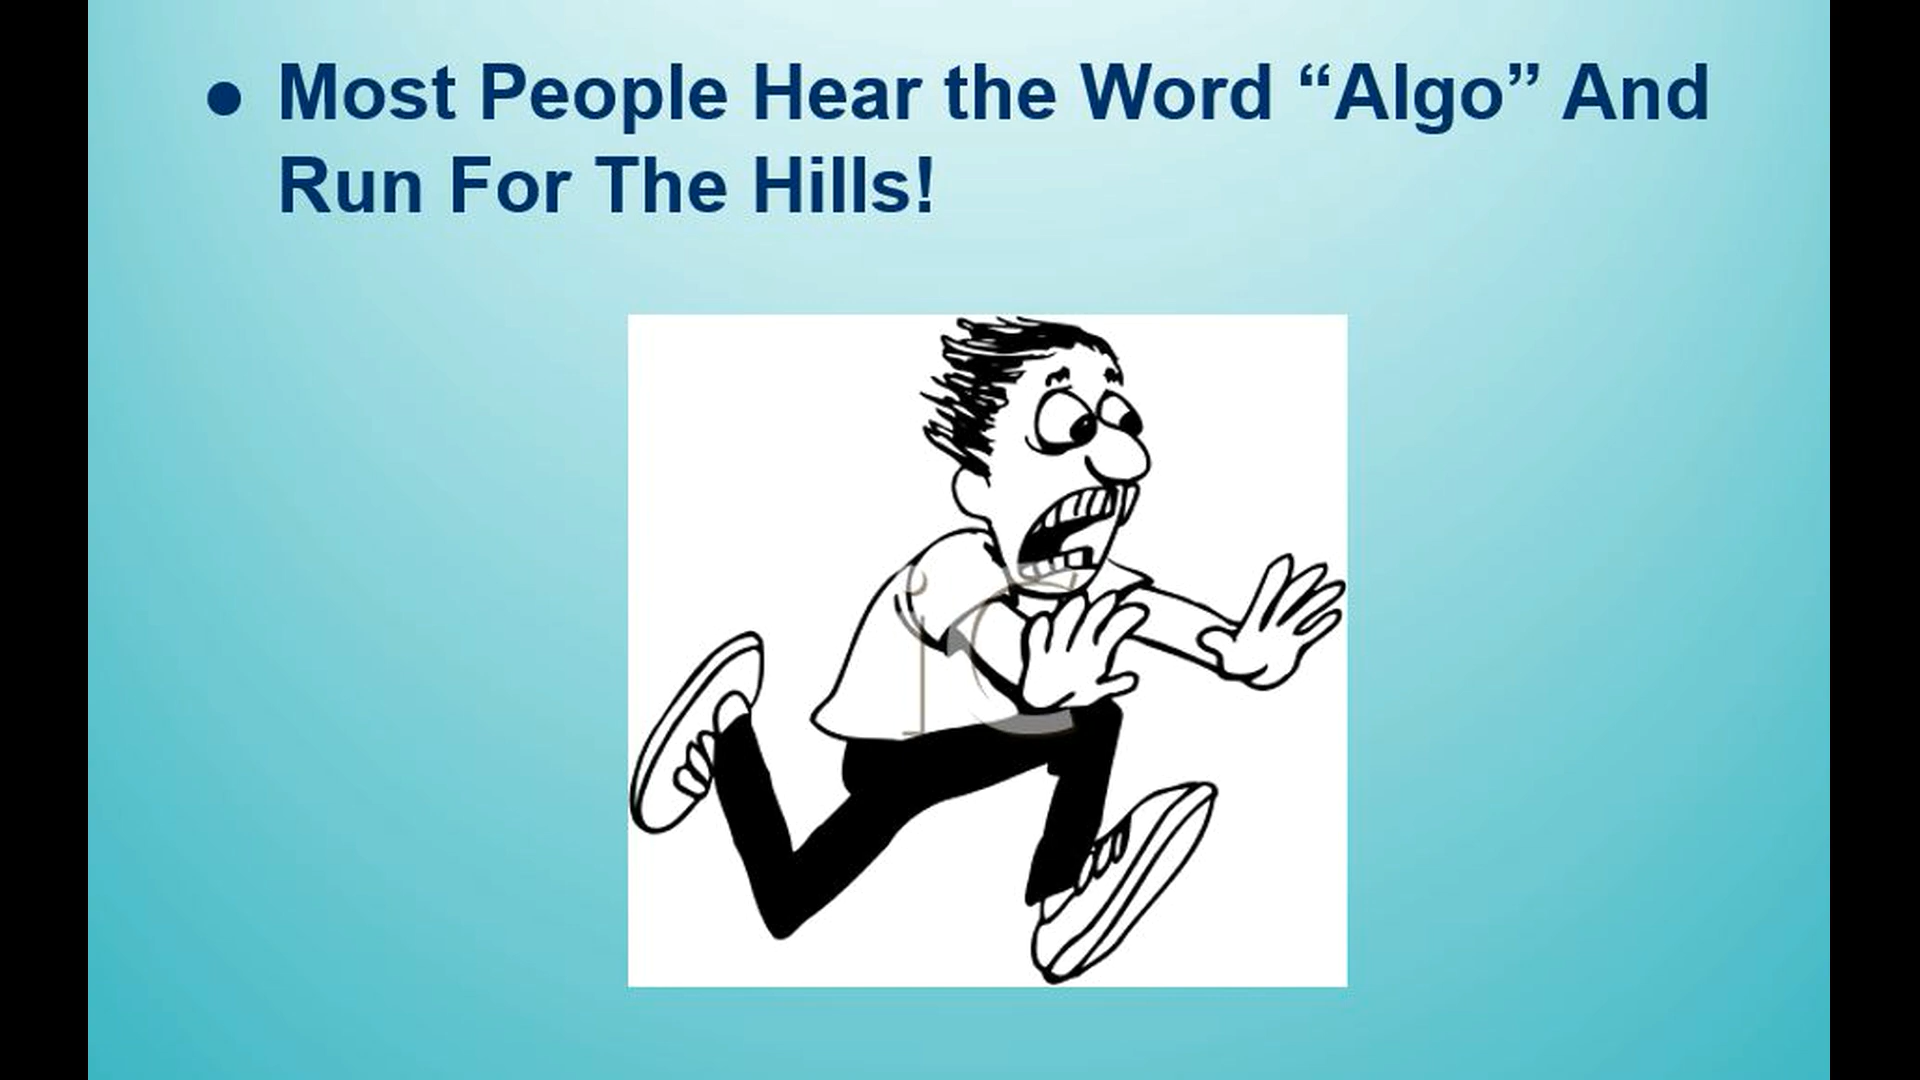 ● Most People Hear the Word “Algo” And
Run For The Hills!